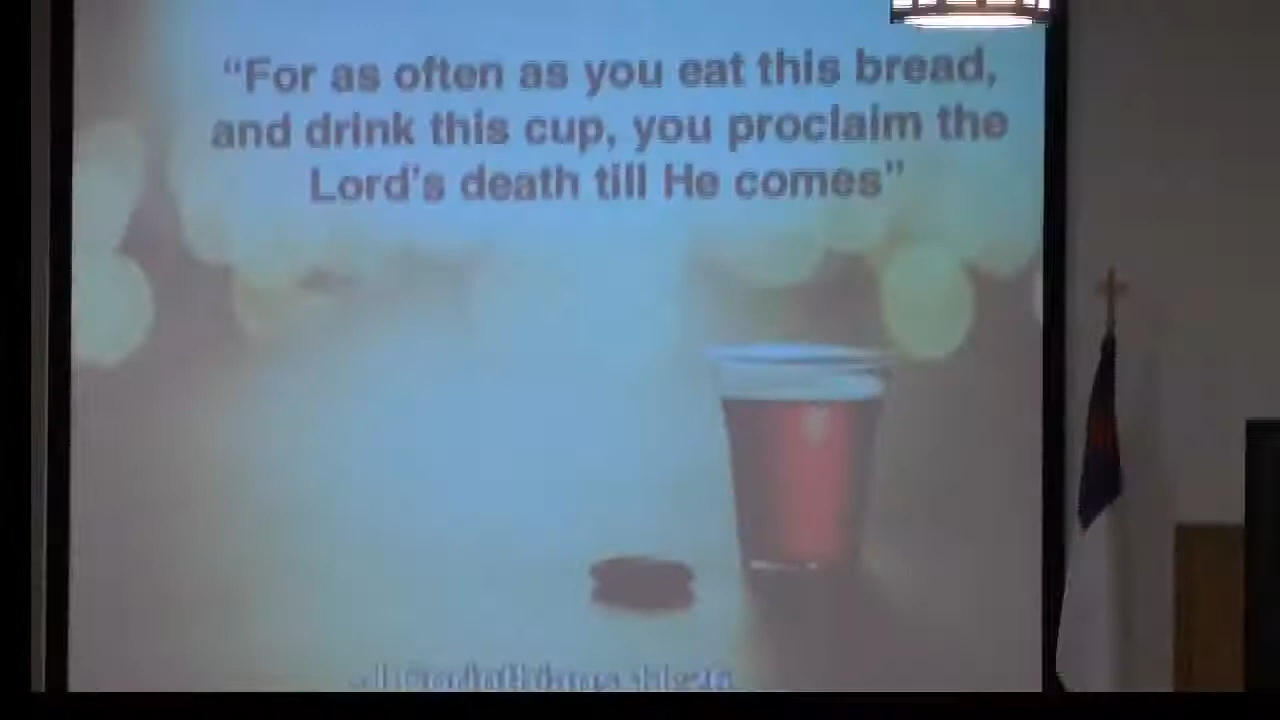 “For as often as you eat this bread,
and drink this cup, you proclaim the
Lord's death till He comes”